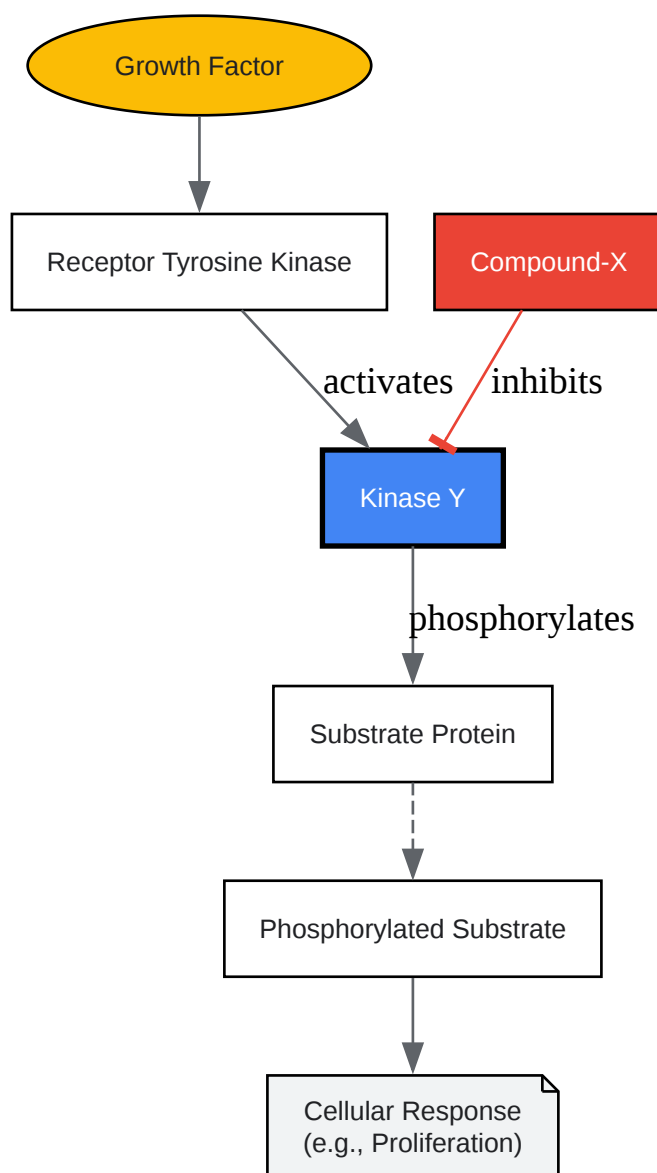 Growth Factor
Receptor Tyrosine Kinase
Compound-X
activates
inhibits
Kinase Y
phosphorylates
Substrate Protein
Phosphorylated Substrate
Cellular Response
(e.g., Proliferation)